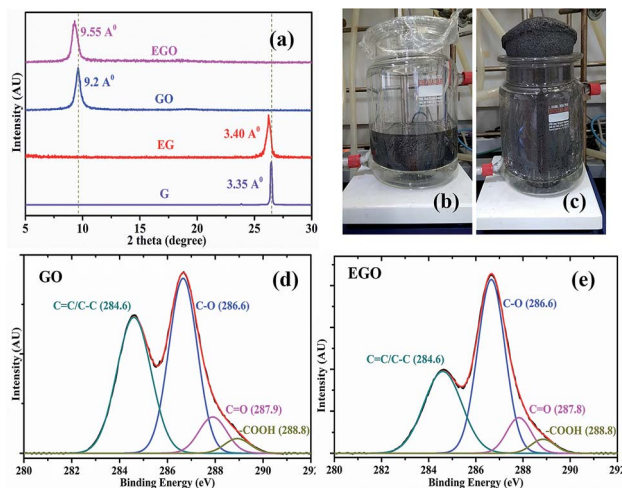 (a)
9.55 A⁰
EGO
9.2 A⁰
GO
3.40 A⁰
EG
3.35 A⁰
G
Intensity (AU)
5 10 15 20 25 30
2 theta (degree)
(b)
(c)
GO
(d)
C=C/C-C (284.6)
C-O (286.6)
C=O (287.9)
-COOH (288.8)
Intensity (AU)
280 282 284 286 288 290 292
Binding Energy (eV)
EGO
(e)
C=C/C-C (284.6)
C-O (286.6)
C=O (287.8)
-COOH (288.8)
Intensity (AU)
280 282 284 286 288 290 292
Binding Energy (eV)